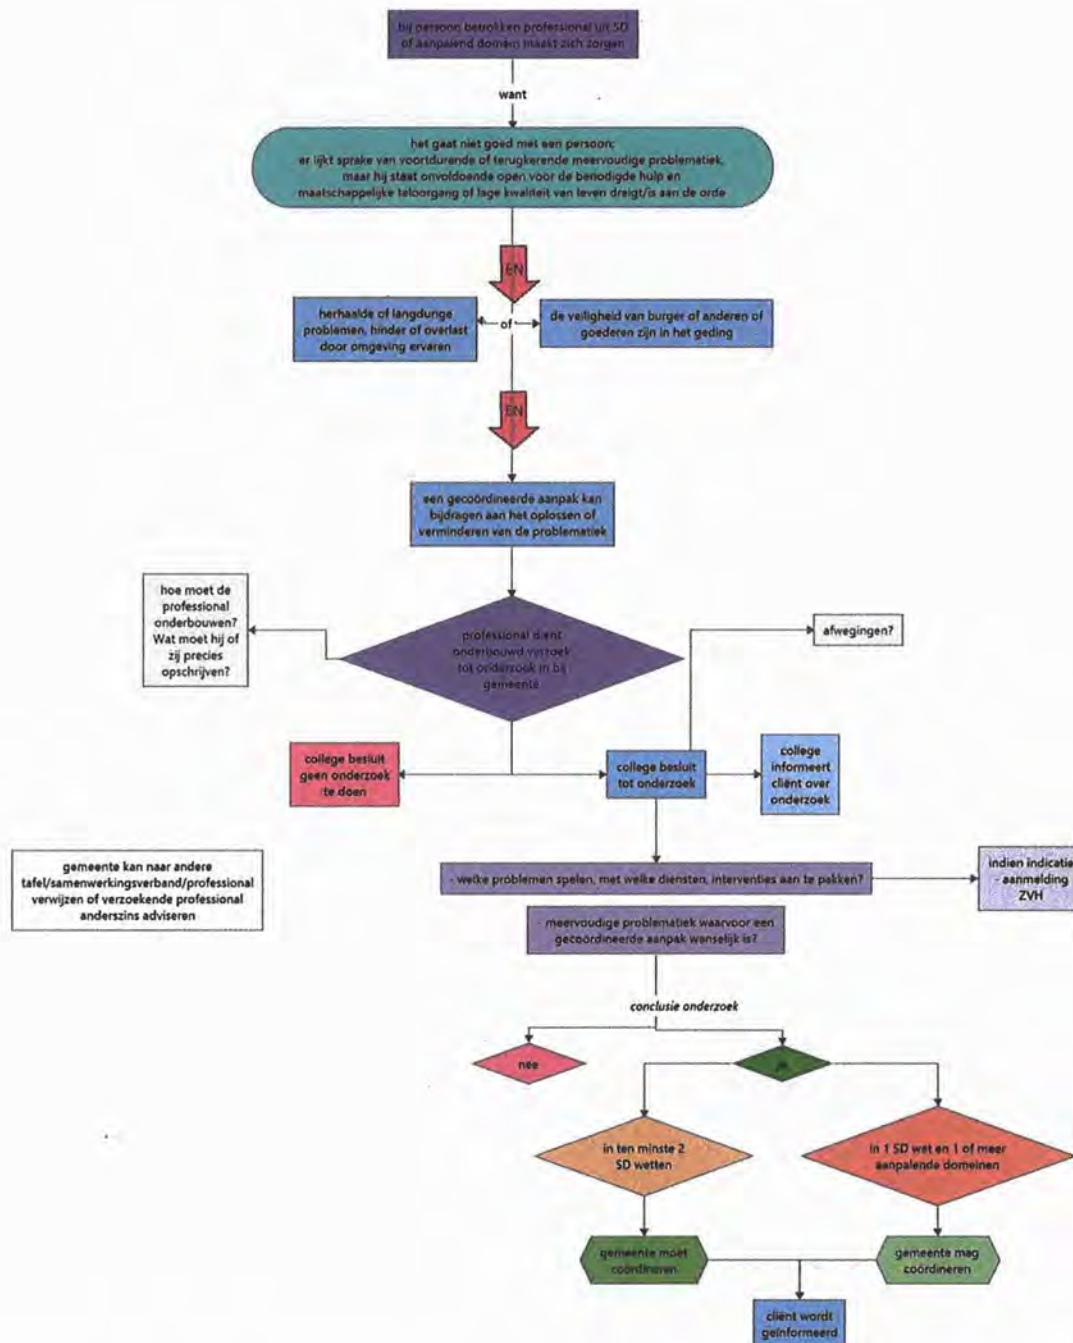 bij persoon betrokken professional uit SD
of aanpalend domein maakt zich zorgen
want
het gaat niet goed met een persoon;
er lijkt sprake van voortdurende of terugkerende meervoudige problematiek,
maar hij staat onvoldoende open voor de benodigde hulp en
maatschappelijke teloorgang of lage kwaliteit van leven dreigt/is aan de orde
EN
herhaalde of langdurige
problemen, hinder of overlast
door omgeving ervaren
of
de veiligheid van burger of anderen of
goederen zijn in het geding
EN
een gecoördineerde aanpak kan
bijdragen aan het oplossen of
verminderen van de problematiek
hoe moet de
professional
onderbouwen?
Wat moet hij of
zij precies
opschrijven?
professional dient
onderbouwd verzoek
tot onderzoek in bij
gemeente
afwegingen?
college besluit
geen onderzoek
te doen
college besluit
tot onderzoek
college
informeert
cliënt over
onderzoek
gemeente kan naar andere
tafel/samenwerkingsverband/professional
verwijzen of verzoekende professional
anderszins adviseren
- welke problemen spelen, met welke diensten, interventies aan te pakken?
indien indicatie
- aanmelding
ZVH
- meervoudige problematiek waarvoor een
gecoördineerde aanpak wenselijk is?
conclusie onderzoek
nee
ja
in ten minste 2
SD wetten
in 1 SD wet en 1 of meer
aanpalende domeinen
gemeente moet
coördineren
gemeente mag
coördineren
cliënt wordt
geïnformeerd